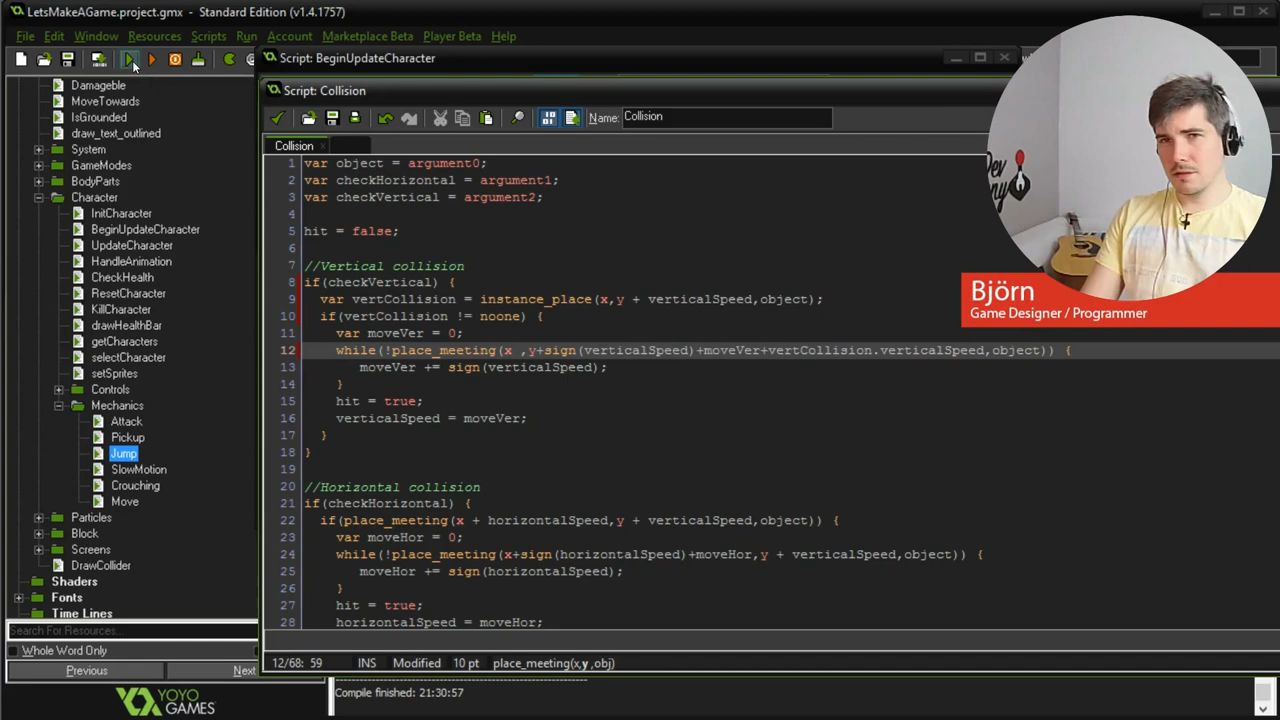 LetsMakeAGame.project.gmx - Standard Edition (v1.4.1757)
File Edit Window Resources Scripts Run Account Marketplace Beta Player Beta Help
Script: BeginUpdateCharacter
Script: Collision
Name: Collision
Collision
Damageble
MoveTowards
IsGrounded
draw_text_outlined
System
GameModes
BodyParts
Character
InitCharacter
BeginUpdateCharacter
UpdateCharacter
HandleAnimation
CheckHealth
ResetCharacter
KillCharacter
drawHealthBar
getCharacters
selectCharacter
setSprites
Controls
Mechanics
Attack
Pickup
Jump
SlowMotion
Crouching
Move
Particles
Block
Screens
DrawCollider
Shaders
Fonts
Time Lines
Search For Resources...
Whole Word Only
Previous
Next
YOYO
GAMES
1 var object = argument0;
2 var checkHorizontal = argument1;
3 var checkVertical = argument2;
4
5 hit = false;
6
7 //Vertical collision
8 if(checkVertical) {
9 var vertCollision = instance_place(x,y + verticalSpeed,object);
10 if(vertCollision != noone) {
11 var moveVer = 0;
12 while(!place_meeting(x ,y+sign(verticalSpeed)+moveVer+vertCollision.verticalSpeed,object)) {
13 moveVer += sign(verticalSpeed);
14 }
15 hit = true;
16 verticalSpeed = moveVer;
17 }
18 }
19
20 //Horizontal collision
21 if(checkHorizontal) {
22 if(place_meeting(x + horizontalSpeed,y + verticalSpeed,object)) {
23 var moveHor = 0;
24 while(!place_meeting(x+sign(horizontalSpeed)+moveHor,y + verticalSpeed,object)) {
25 moveHor += sign(horizontalSpeed);
26 }
27 hit = true;
28 horizontalSpeed = moveHor;
12/68: 59 INS Modified 10 pt place_meeting(x,y ,obj)
Compile finished: 21:30:57
Björn
Game Designer / Programmer